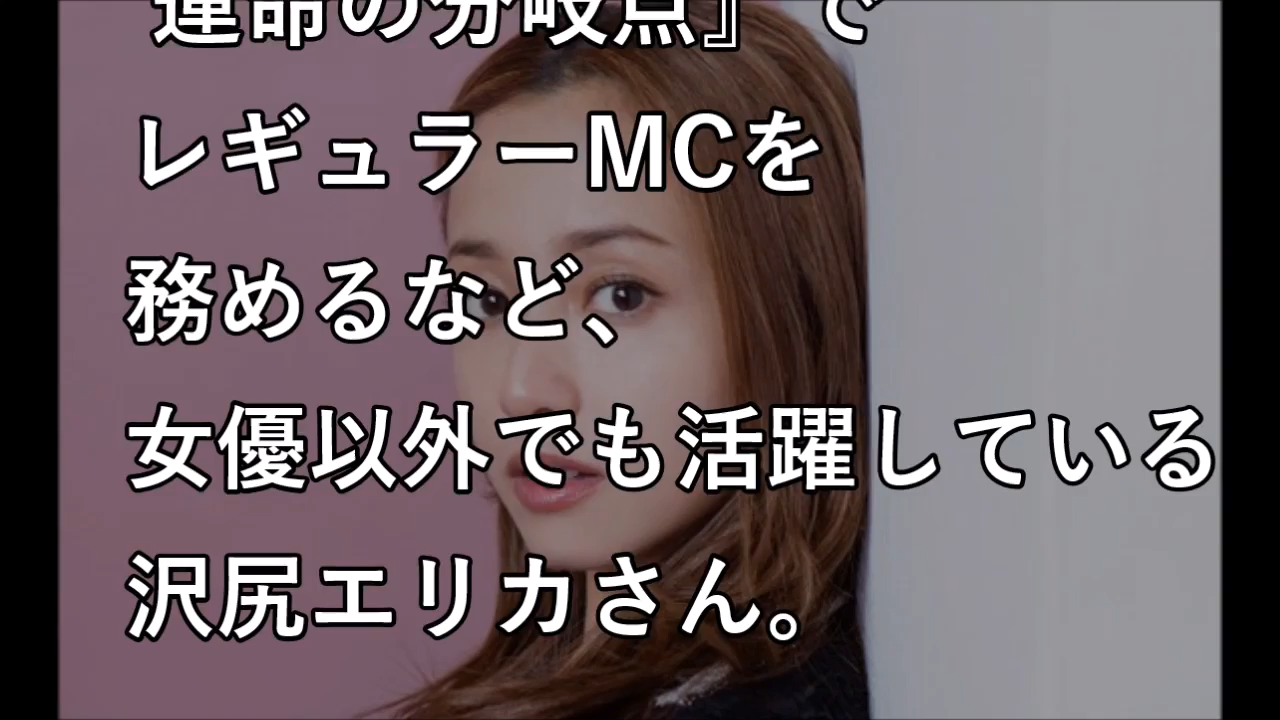 運命の分岐点』で
レギュラーMCを
務めるなど、
女優以外でも活躍している
沢尻エリカさん。